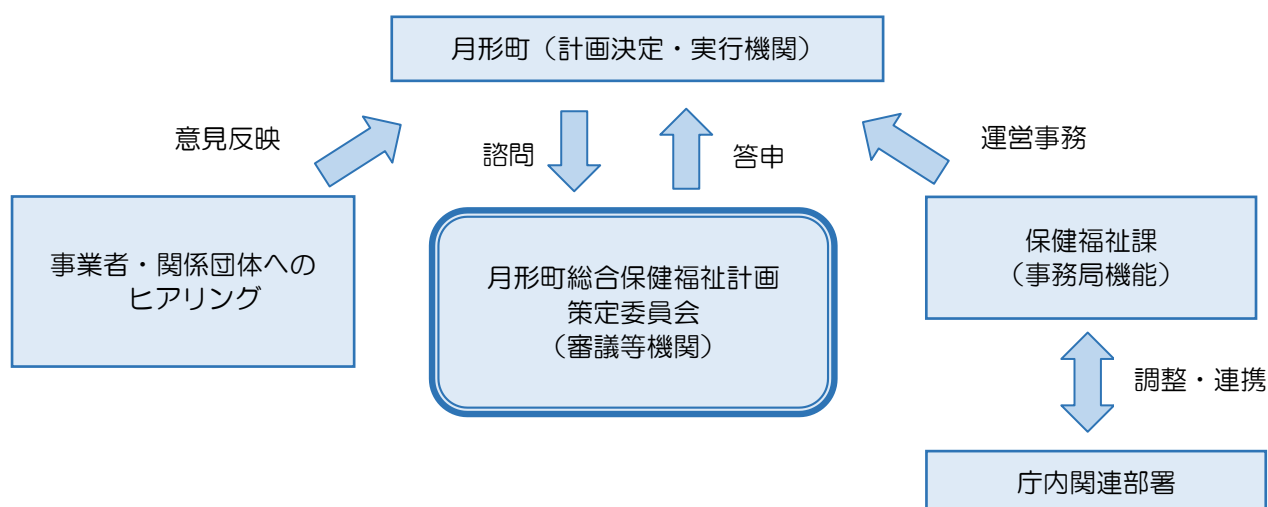 月形町（計画決定・実行機関）
意見反映
諮問
答申
運営事務
事業者・関係団体への
ヒアリング
月形町総合保健福祉計画
策定委員会
（審議等機関）
保健福祉課
（事務局機能）
調整・連携
庁内関連部署